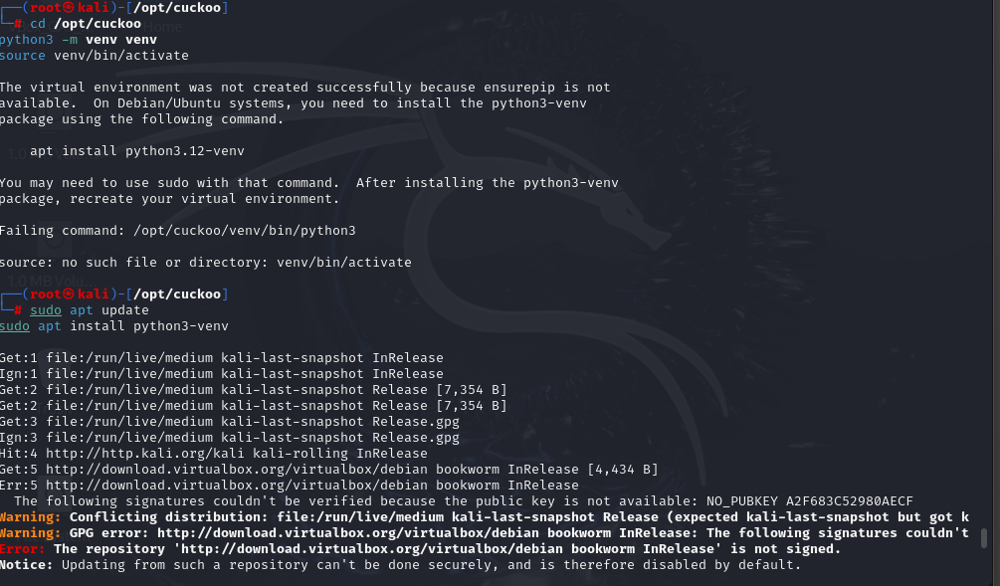 ┌──(root㉿kali)-[/opt/cuckoo]
└─# cd /opt/cuckoo
python3 -m venv venv
source venv/bin/activate
The virtual environment was not created successfully because ensurepip is not
available.  On Debian/Ubuntu systems, you need to install the python3-venv
package using the following command.
    apt install python3.12-venv
You may need to use sudo with that command.  After installing the python3-venv
package, recreate your virtual environment.
Failing command: /opt/cuckoo/venv/bin/python3
source: no such file or directory: venv/bin/activate
┌──(root㉿kali)-[/opt/cuckoo]
└─# sudo apt update
sudo apt install python3-venv
Get:1 file:/run/live/medium kali-last-snapshot InRelease
Ign:1 file:/run/live/medium kali-last-snapshot InRelease
Get:2 file:/run/live/medium kali-last-snapshot Release [7,354 B]
Get:2 file:/run/live/medium kali-last-snapshot Release [7,354 B]
Get:3 file:/run/live/medium kali-last-snapshot Release.gpg
Ign:3 file:/run/live/medium kali-last-snapshot Release.gpg
Hit:4 http://http.kali.org/kali kali-rolling InRelease
Get:5 http://download.virtualbox.org/virtualbox/debian bookworm InRelease [4,434 B]
Err:5 http://download.virtualbox.org/virtualbox/debian bookworm InRelease
  The following signatures couldn't be verified because the public key is not available: NO_PUBKEY A2F683C52980AECF
Warning: Conflicting distribution: file:/run/live/medium kali-last-snapshot Release (expected kali-last-snapshot but got k
Warning: GPG error: http://download.virtualbox.org/virtualbox/debian bookworm InRelease: The following signatures couldn't
Error: The repository 'http://download.virtualbox.org/virtualbox/debian bookworm InRelease' is not signed.
Notice: Updating from such a repository can't be done securely, and is therefore disabled by default.